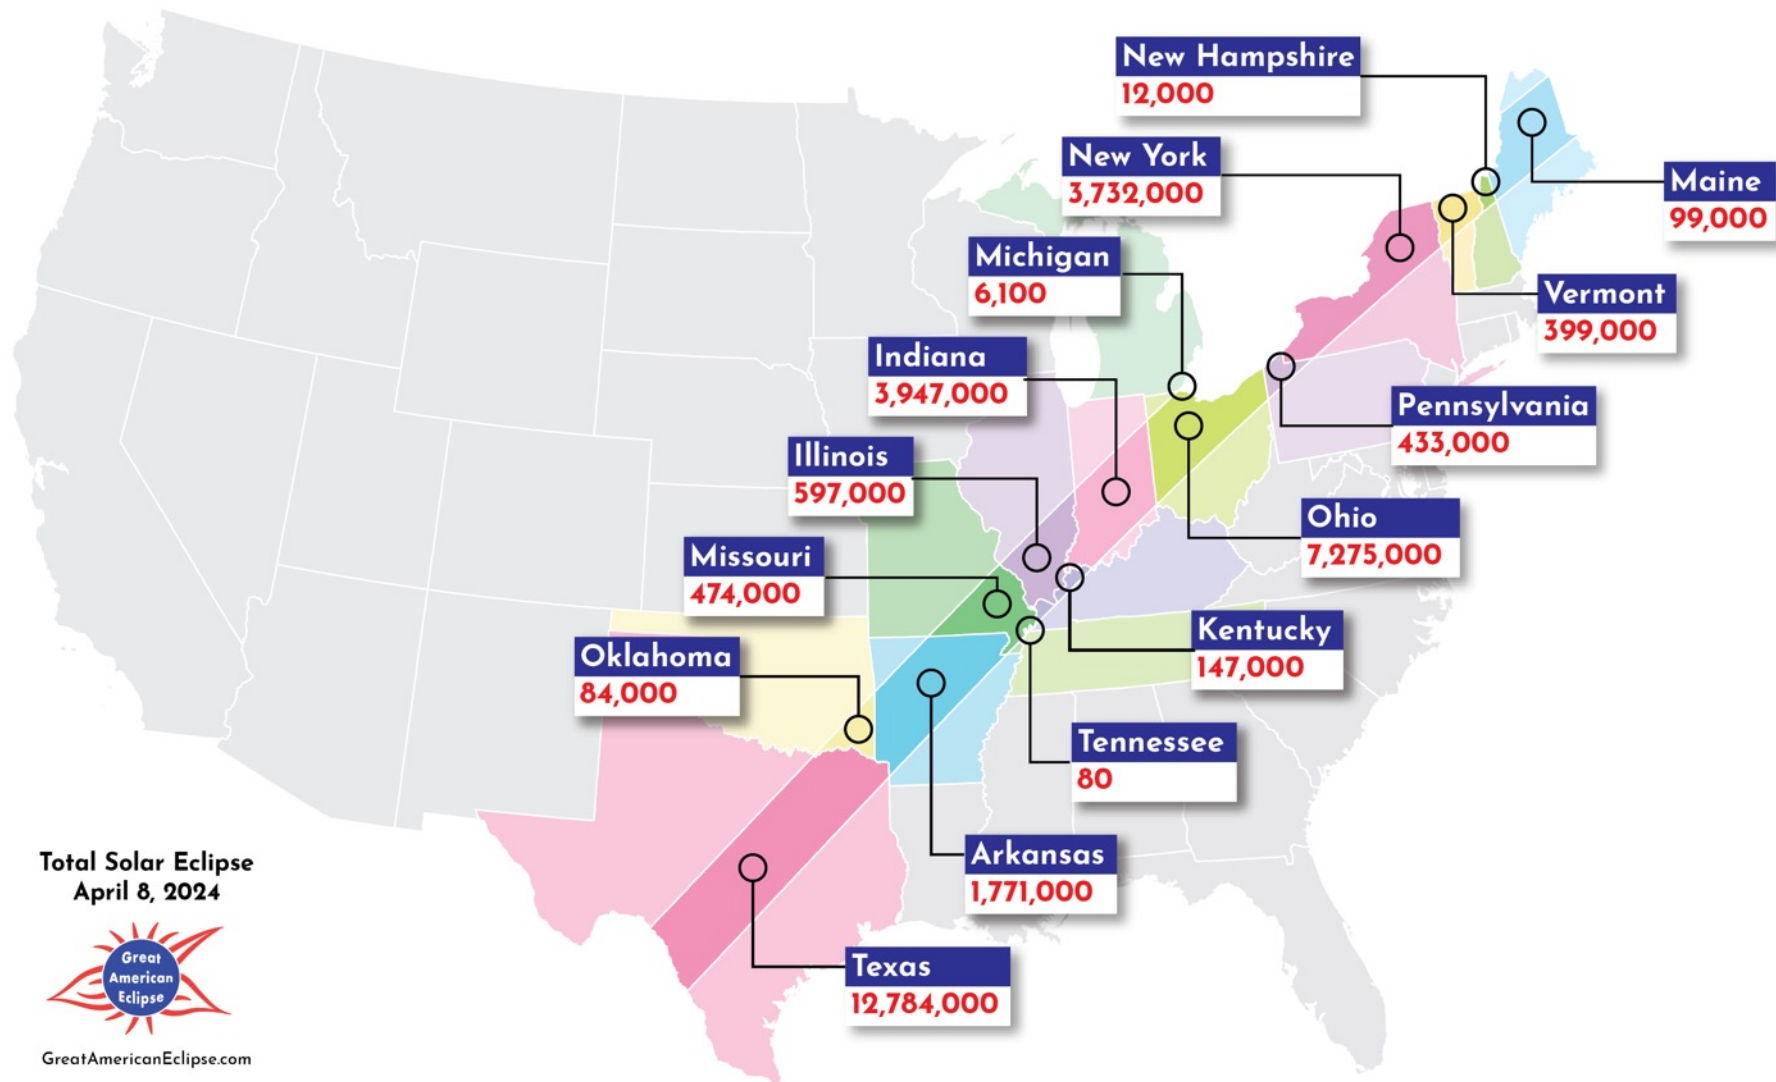 New Hampshire
12,000
New York
3,732,000
Maine
99,000
Michigan
6,100
Vermont
399,000
Indiana
3,947,000
Pennsylvania
433,000
Illinois
597,000
Ohio
7,275,000
Missouri
474,000
Kentucky
147,000
Oklahoma
84,000
Tennessee
80
Arkansas
1,771,000
Texas
12,784,000
Total Solar Eclipse
April 8, 2024
Great
American
Eclipse
GreatAmericanEclipse.com